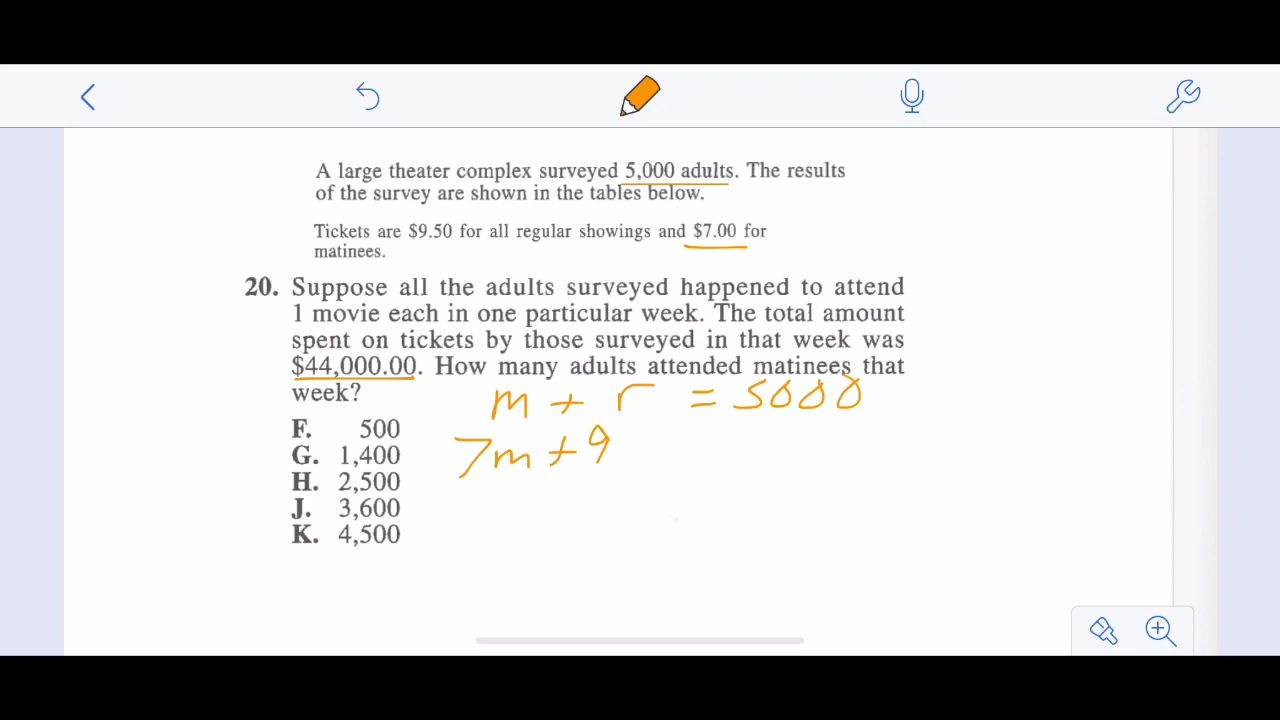 A large theater complex surveyed 5,000 adults. The results
of the survey are shown in the tables below.
Tickets are $9.50 for all regular showings and $7.00 for
matinees.
20. Suppose all the adults surveyed happened to attend
1 movie each in one particular week. The total amount
spent on tickets by those surveyed in that week was
$44,000.00. How many adults attended matinees that
week?
m + r = 5000
F. 500
7m + 9
G. 1,400
H. 2,500
J. 3,600
K. 4,500